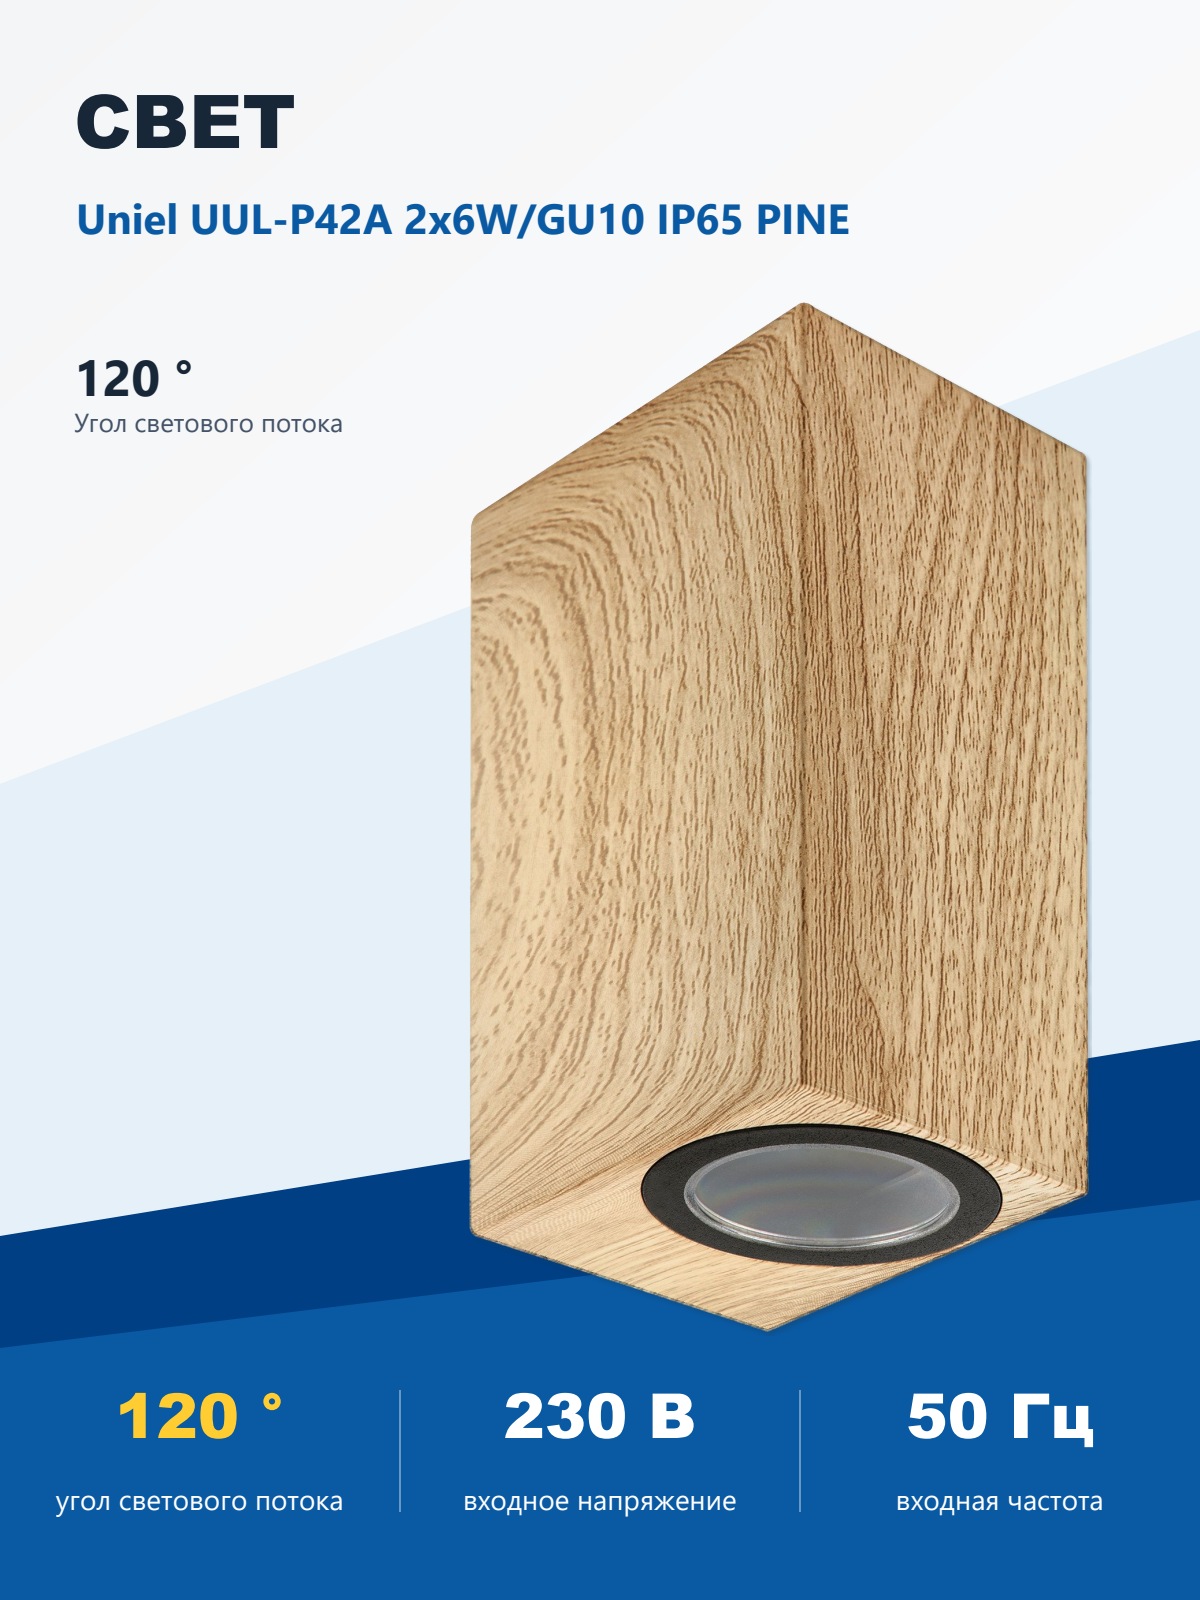 СВЕТ
Uniel UUL-P42A 2x6W/GU10 IP65 PINE
120 °
Угол светового потока
120 °
угол светового потока
230 В
входное напряжение
50 Гц
входная частота